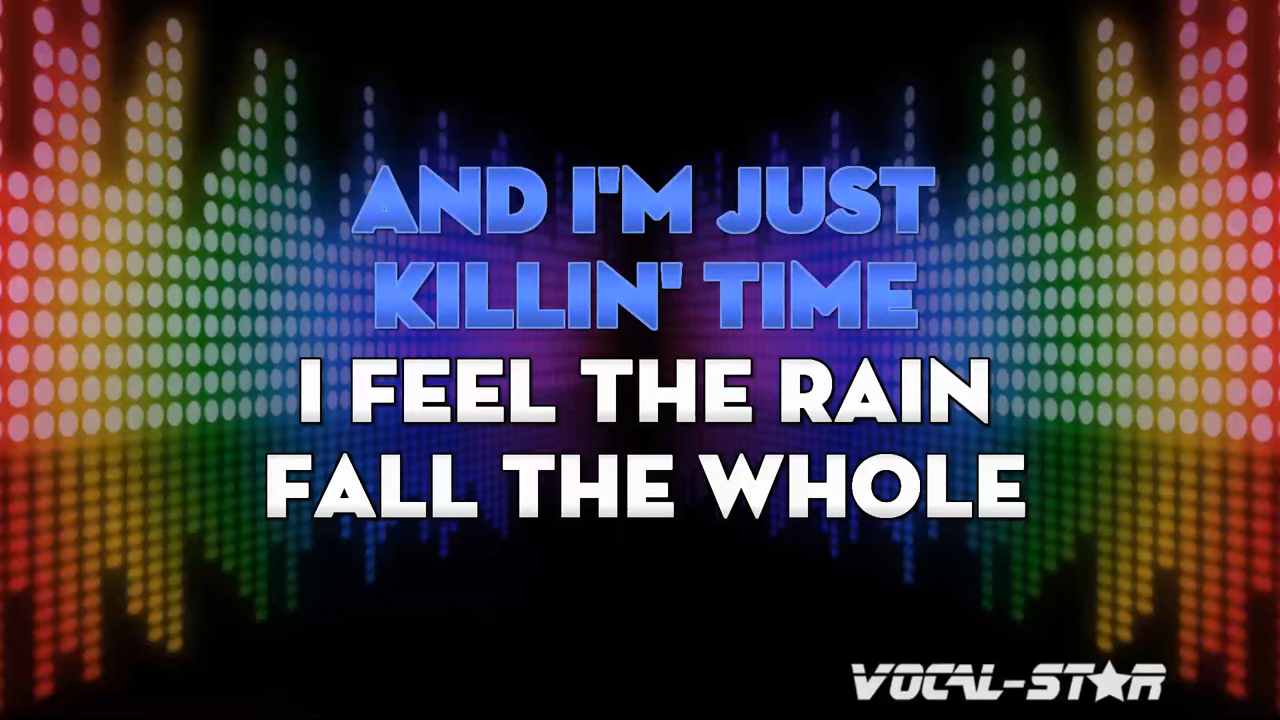 AND I'M JUST
KILLIN' TIME
I FEEL THE RAIN
FALL THE WHOLE
VOCAL-STAR